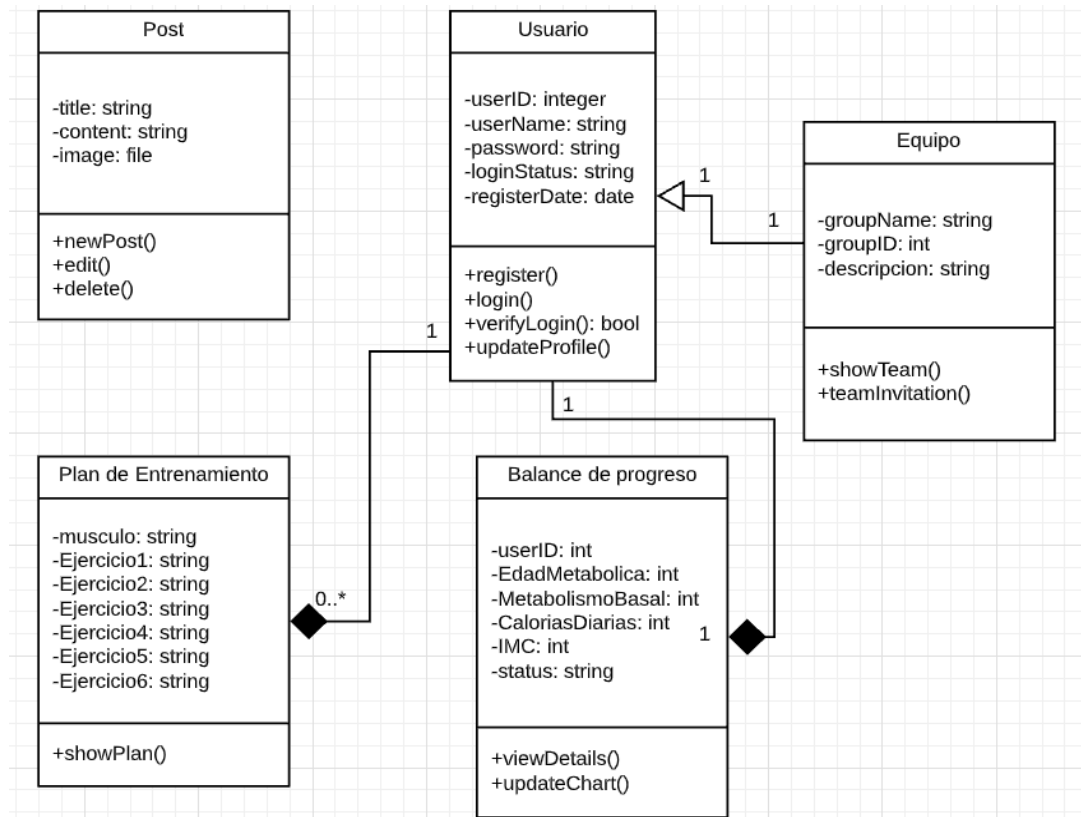 Post
-title: string
-content: string
-image: file
+newPost()
+edit()
+delete()
Usuario
-userID: integer
-userName: string
-password: string
-loginStatus: string
-registerDate: date
+register()
+login()
+verifyLogin(): bool
+updateProfile()
1
1
Equipo
-groupName: string
-groupID: int
-descripcion: string
+showTeam()
+teamInvitation()
1
1
Plan de Entrenamiento
-musculo: string
-Ejercicio1: string
-Ejercicio2: string
-Ejercicio3: string
-Ejercicio4: string
-Ejercicio5: string
-Ejercicio6: string
+showPlan()
0..*
Balance de progreso
-userID: int
-EdadMetabolica: int
-MetabolismoBasal: int
-CaloriasDiarias: int
-IMC: int
-status: string
+viewDetails()
+updateChart()
1